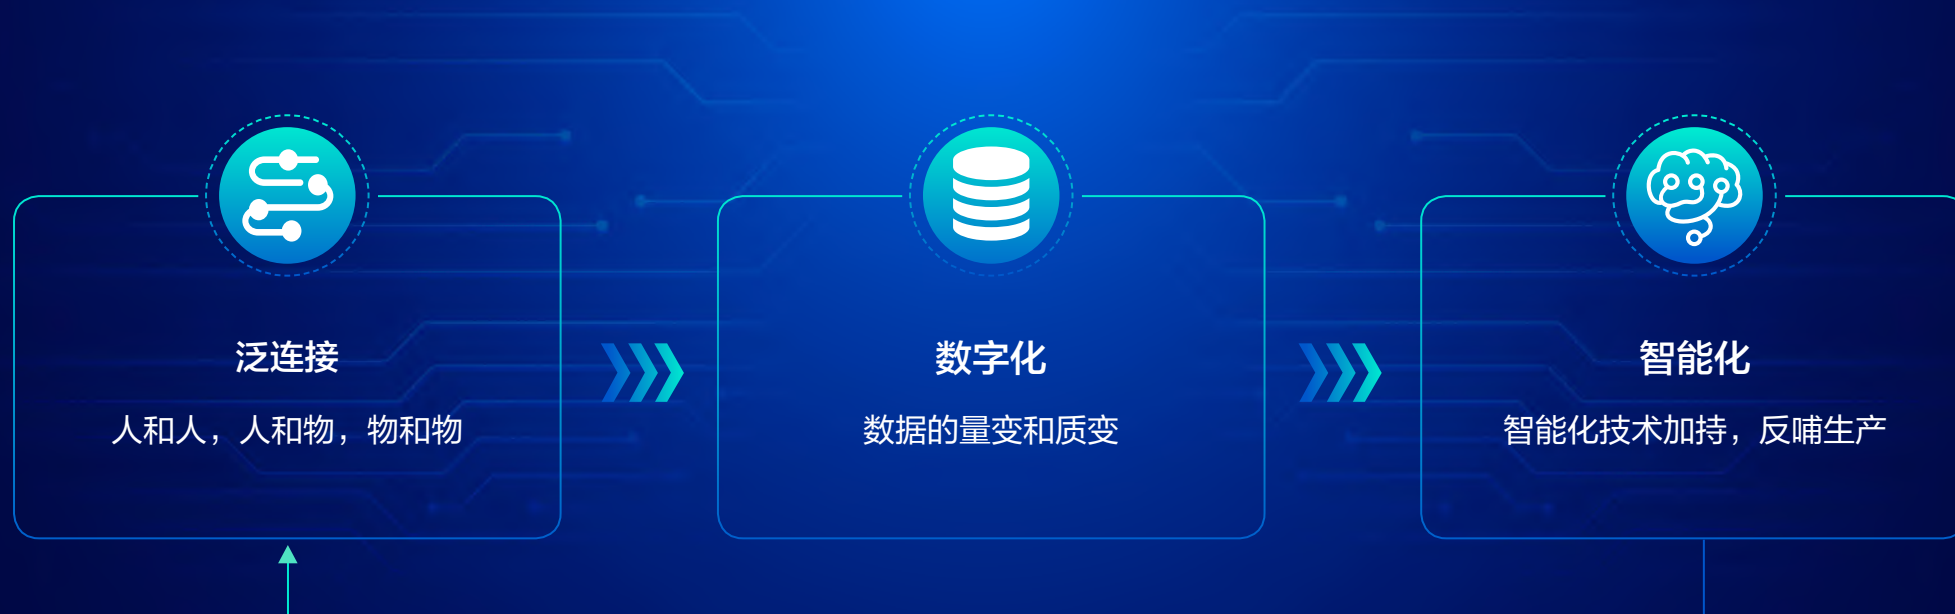 泛连接
人和人，人和物，物和物
数字化
数据的量变和质变
智能化
智能化技术加持，反哺生产